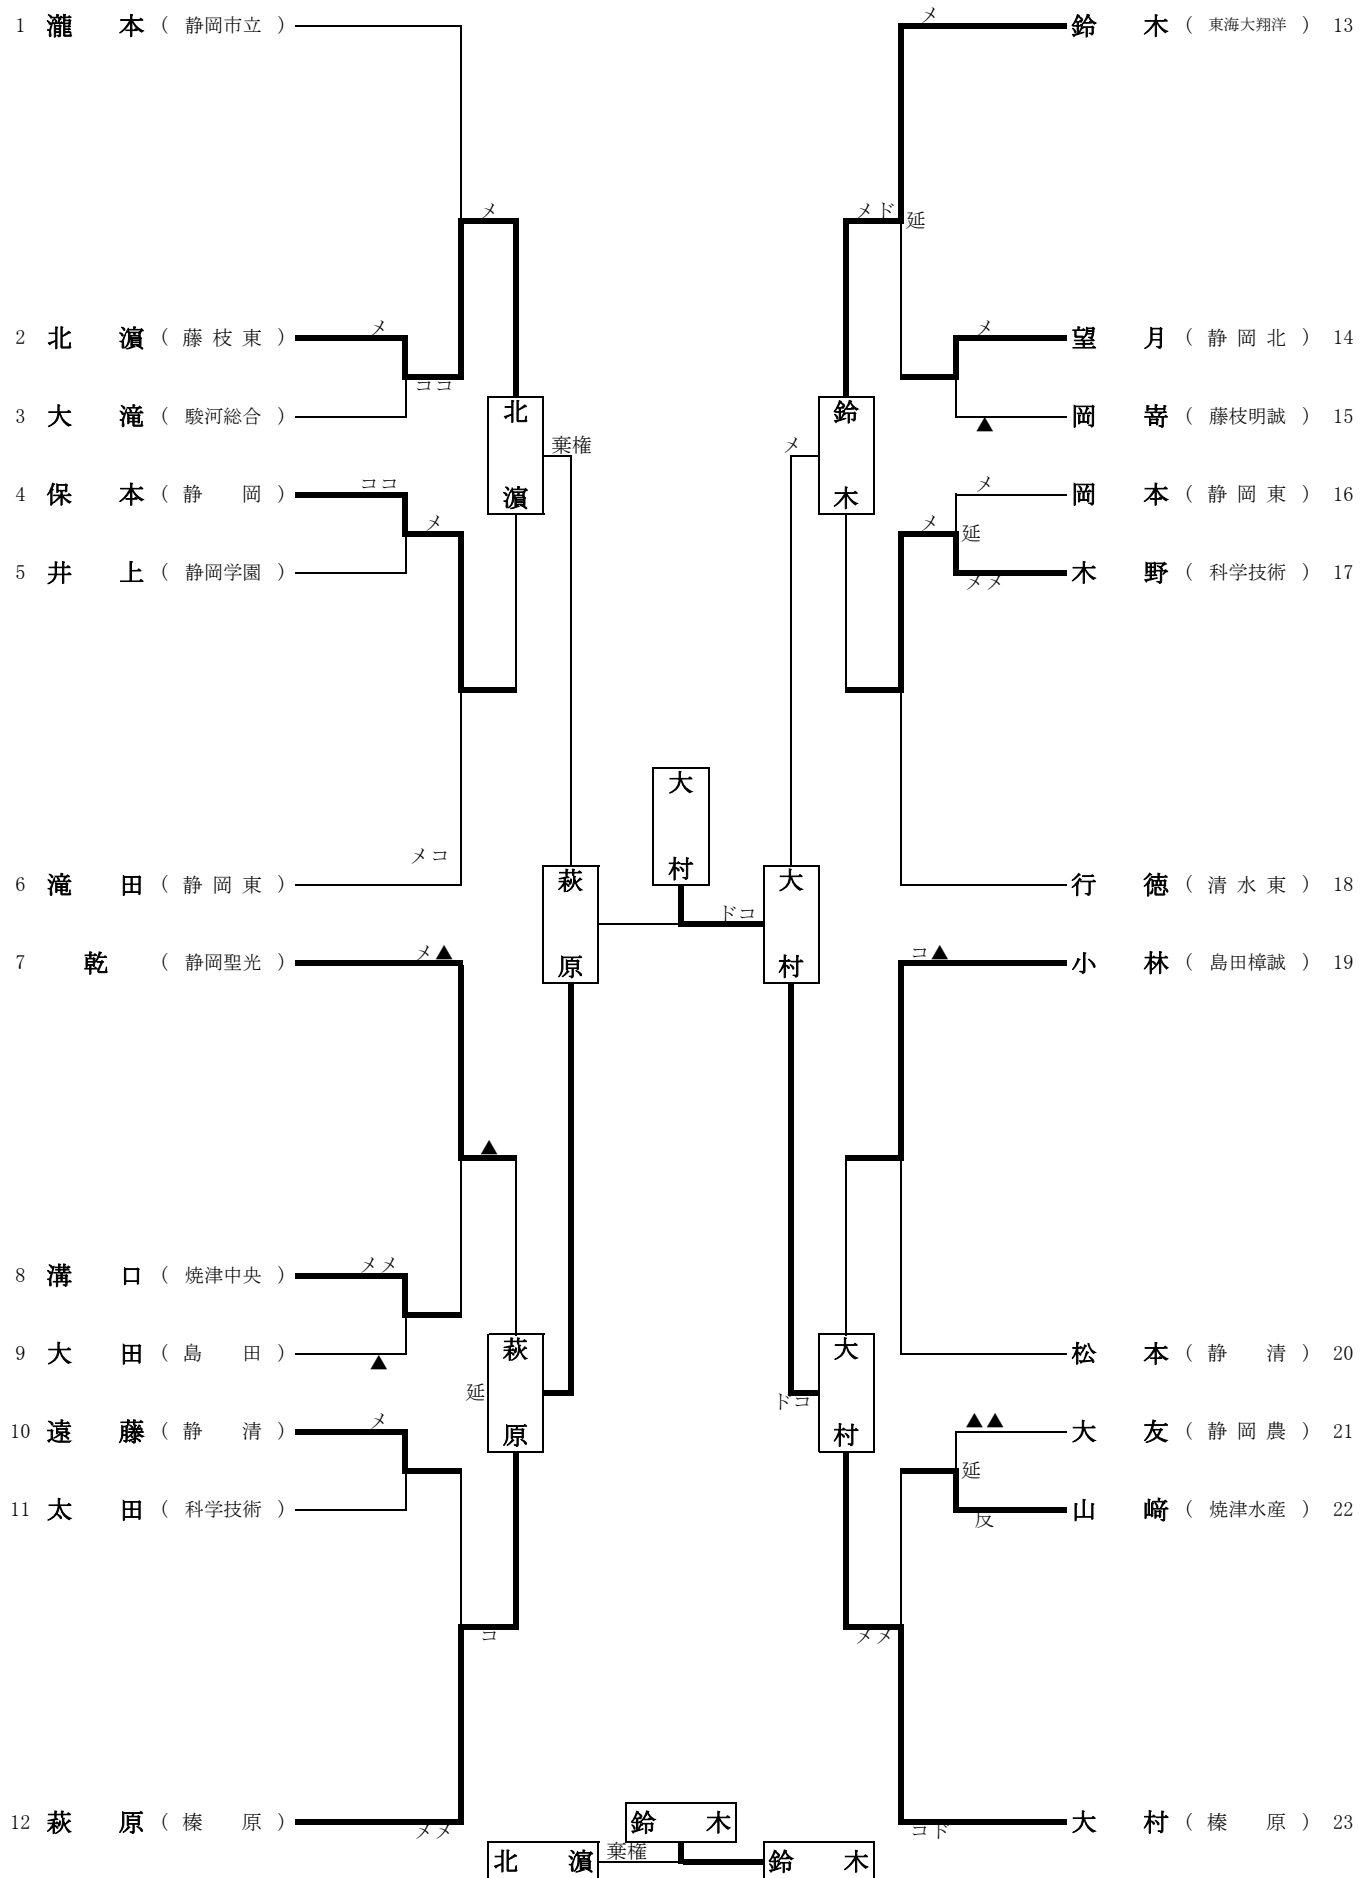 1 瀧本 （ 静岡市立 ）
メ
鈴木 （ 東海大翔洋 ） 13
メ
メド 延
2 北濵 （ 藤枝東 ）
メ
メ
望月 （ 静岡北 ） 14
ココ
3 大滝 （ 駿河総合 ）
北濵
鈴木
▲
岡嵜 （ 藤枝明誠 ） 15
棄権
メ
4 保本 （ 静岡 ）
ココ
メ
岡本 （ 静岡東 ） 16
メ
メ 延
5 井上 （ 静岡学園 ）
メメ
木野 （ 科学技術 ） 17
大村
メコ
6 滝田 （ 静岡東 ）
萩原
ドコ
大村
行徳 （ 清水東 ） 18
7 乾 （ 静岡聖光 ）
メ▲
コ▲
小林 （ 島田樟誠 ） 19
▲
8 溝口 （ 焼津中央 ）
メメ
9 大田 （ 島田 ）
▲
萩原
大村
松本 （ 静清 ） 20
延
ドコ
10 遠藤 （ 静清 ）
メ
▲▲
大友 （ 静岡農 ） 21
延
11 太田 （ 科学技術 ）
反
山﨑 （ 焼津水産 ） 22
コ
メメ
12 萩原 （ 榛原 ）
メメ
鈴木
コド
大村 （ 榛原 ） 23
北濵
棄権
鈴木